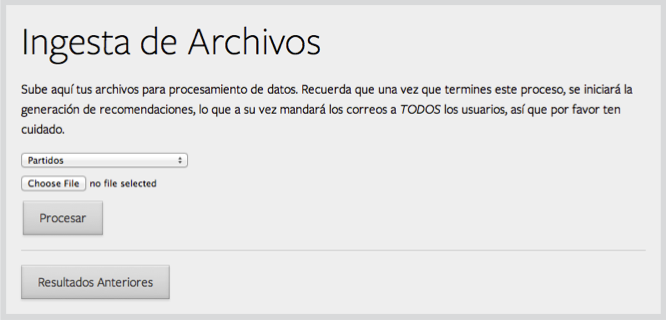 Ingesta de Archivos
Sube aquí tus archivos para procesamiento de datos. Recuerda que una vez que termines este proceso, se iniciará la
generación de recomendaciones, lo que a su vez mandará los correos a TODOS los usuarios, así que por favor ten
cuidado.
Partidos
Choose File no file selected
Procesar
Resultados Anteriores